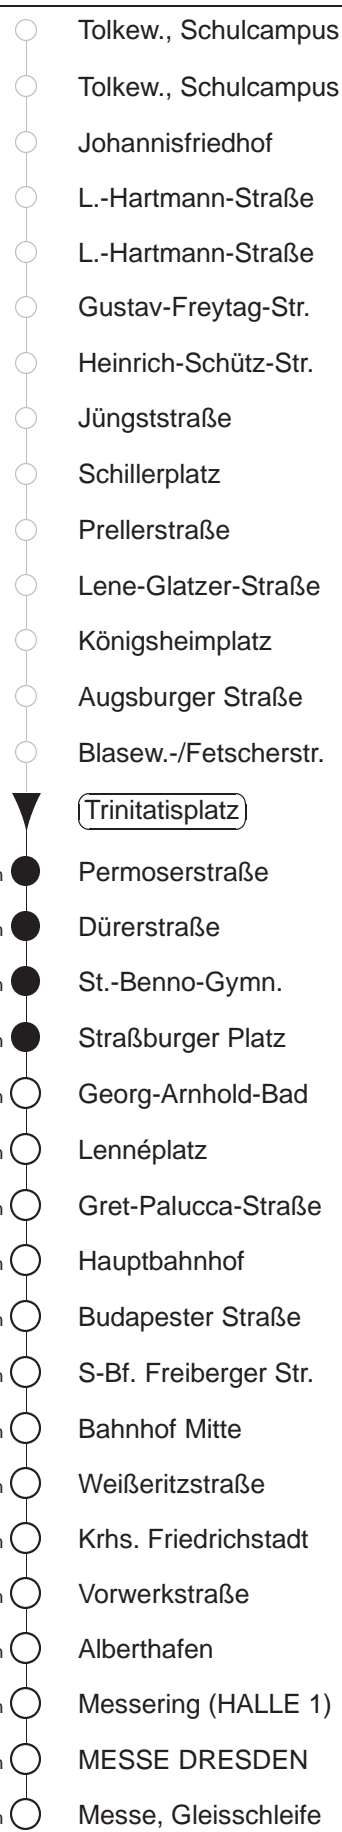 Tolkew., Schulcampus
Tolkew., Schulcampus
Johannisfriedhof
L.-Hartmann-Straße
L.-Hartmann-Straße
Gustav-Freytag-Str.
Heinrich-Schütz-Str.
Jüngststraße
Schillerplatz
Prellerstraße
Lene-Glatzer-Straße
Königsheimplatz
Augsburger Straße
Blasew.-/Fetscherstr.
Trinitatisplatz
Permoserstraße
Dürerstraße
St.-Benno-Gymn.
Straßburger Platz
Georg-Arnhold-Bad
Lennéplatz
Gret-Palucca-Straße
Hauptbahnhof
Budapester Straße
S-Bf. Freiberger Str.
Bahnhof Mitte
Weißeritzstraße
Krhs. Friedrichstadt
Vorwerkstraße
Alberthafen
Messering (HALLE 1)
MESSE DRESDEN
Messe, Gleisschleife